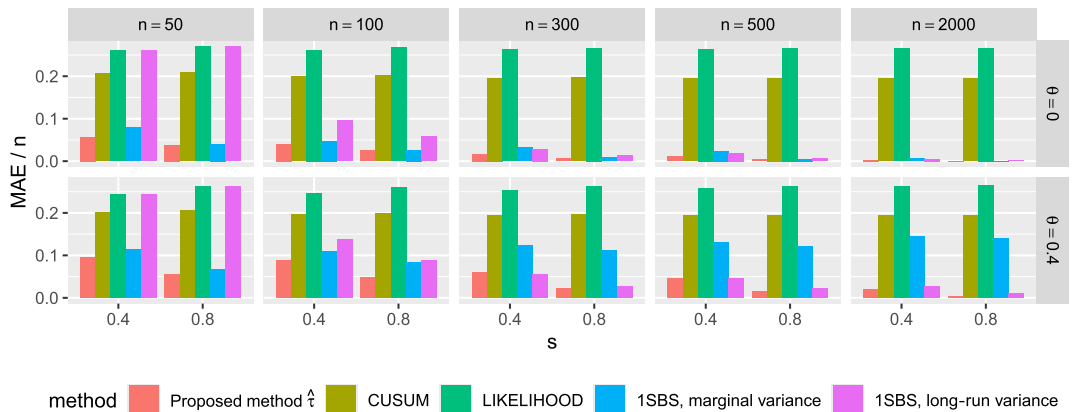 n = 50 n = 100 n = 300 n = 500 n = 2000
0.2
0.1
0.0
θ = 0
MAE / n
0.2
0.1
0.0
θ = 0.4
0.4 0.8 0.4 0.8 0.4 0.8 0.4 0.8 0.4 0.8
s
method Proposed method τ̂ CUSUM LIKELIHOOD 1SBS, marginal variance 1SBS, long-run variance